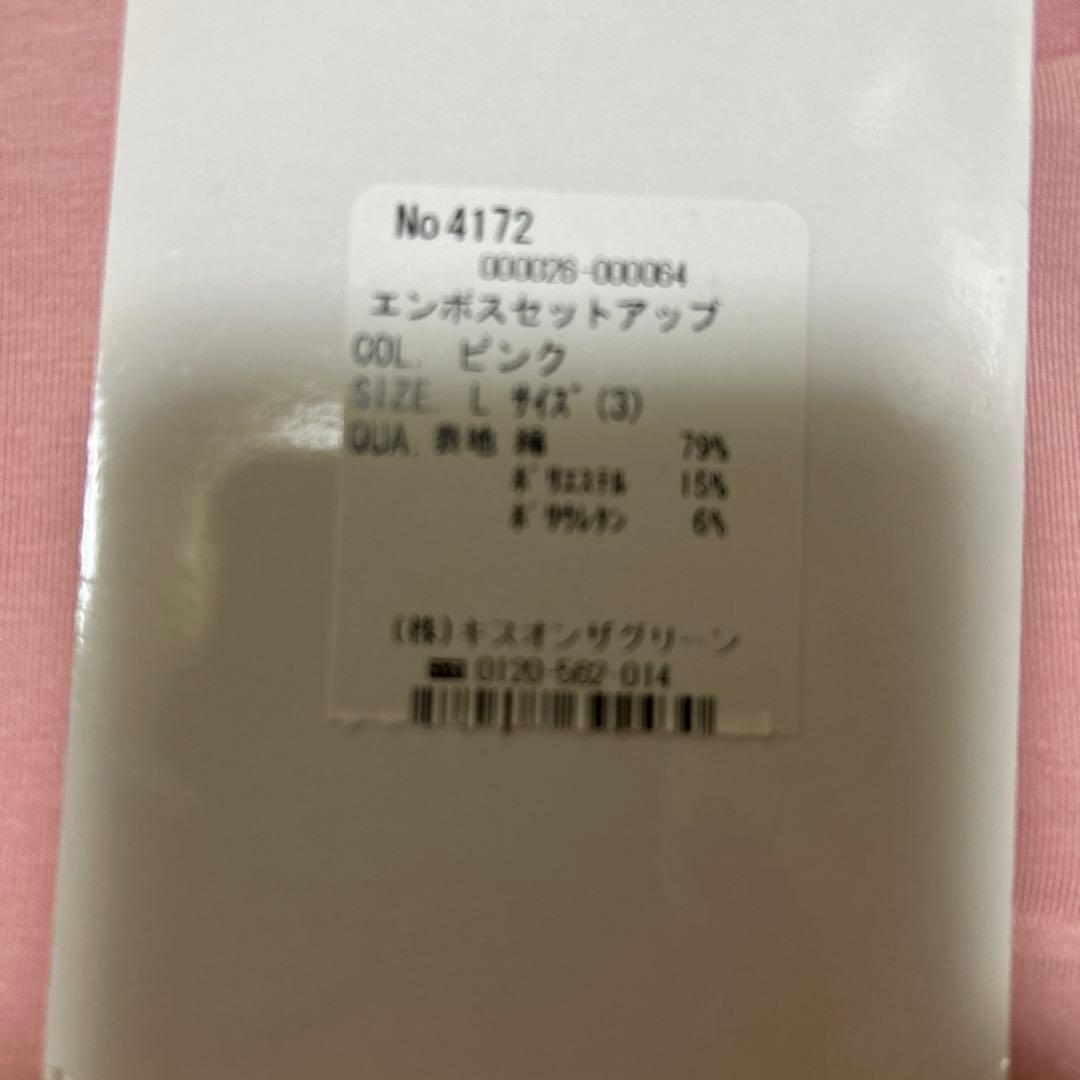 No4172
000026-000064
エンボスセットアップ
COL. ピンク
SIZE. L ｻｲｽﾞ (3)
QUA. 表地 綿 79%
ﾎﾟﾘｴｽﾃﾙ 15%
ﾎﾟﾘｳﾚﾀﾝ 6%
(株)キスオンザグリーン
0120-562-014